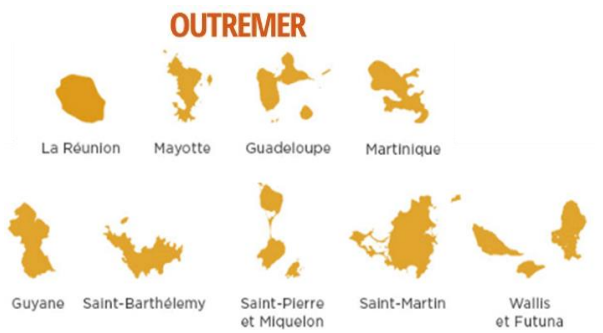 OUTREMER
La Réunion
Mayotte
Guadeloupe
Martinique
Guyane
Saint-Barthélemy
Saint-Pierre
et Miquelon
Saint-Martin
Wallis
et Futuna